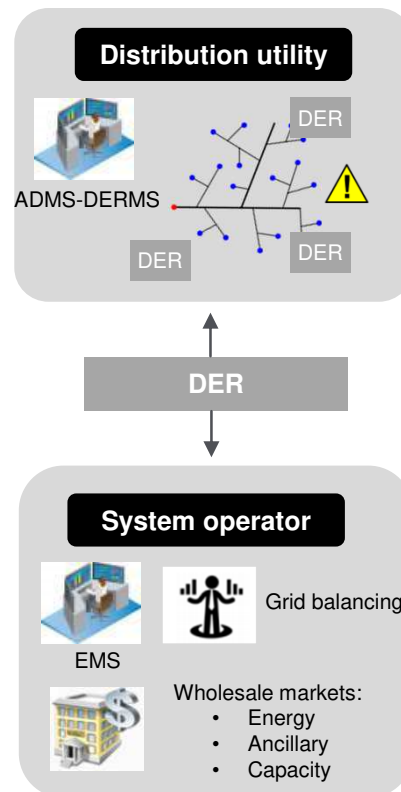 Distribution utility
DER
ADMS-DERMS
!
DER
DER
DER
System operator
Grid balancing
EMS
$
Wholesale markets:
• Energy
• Ancillary
• Capacity